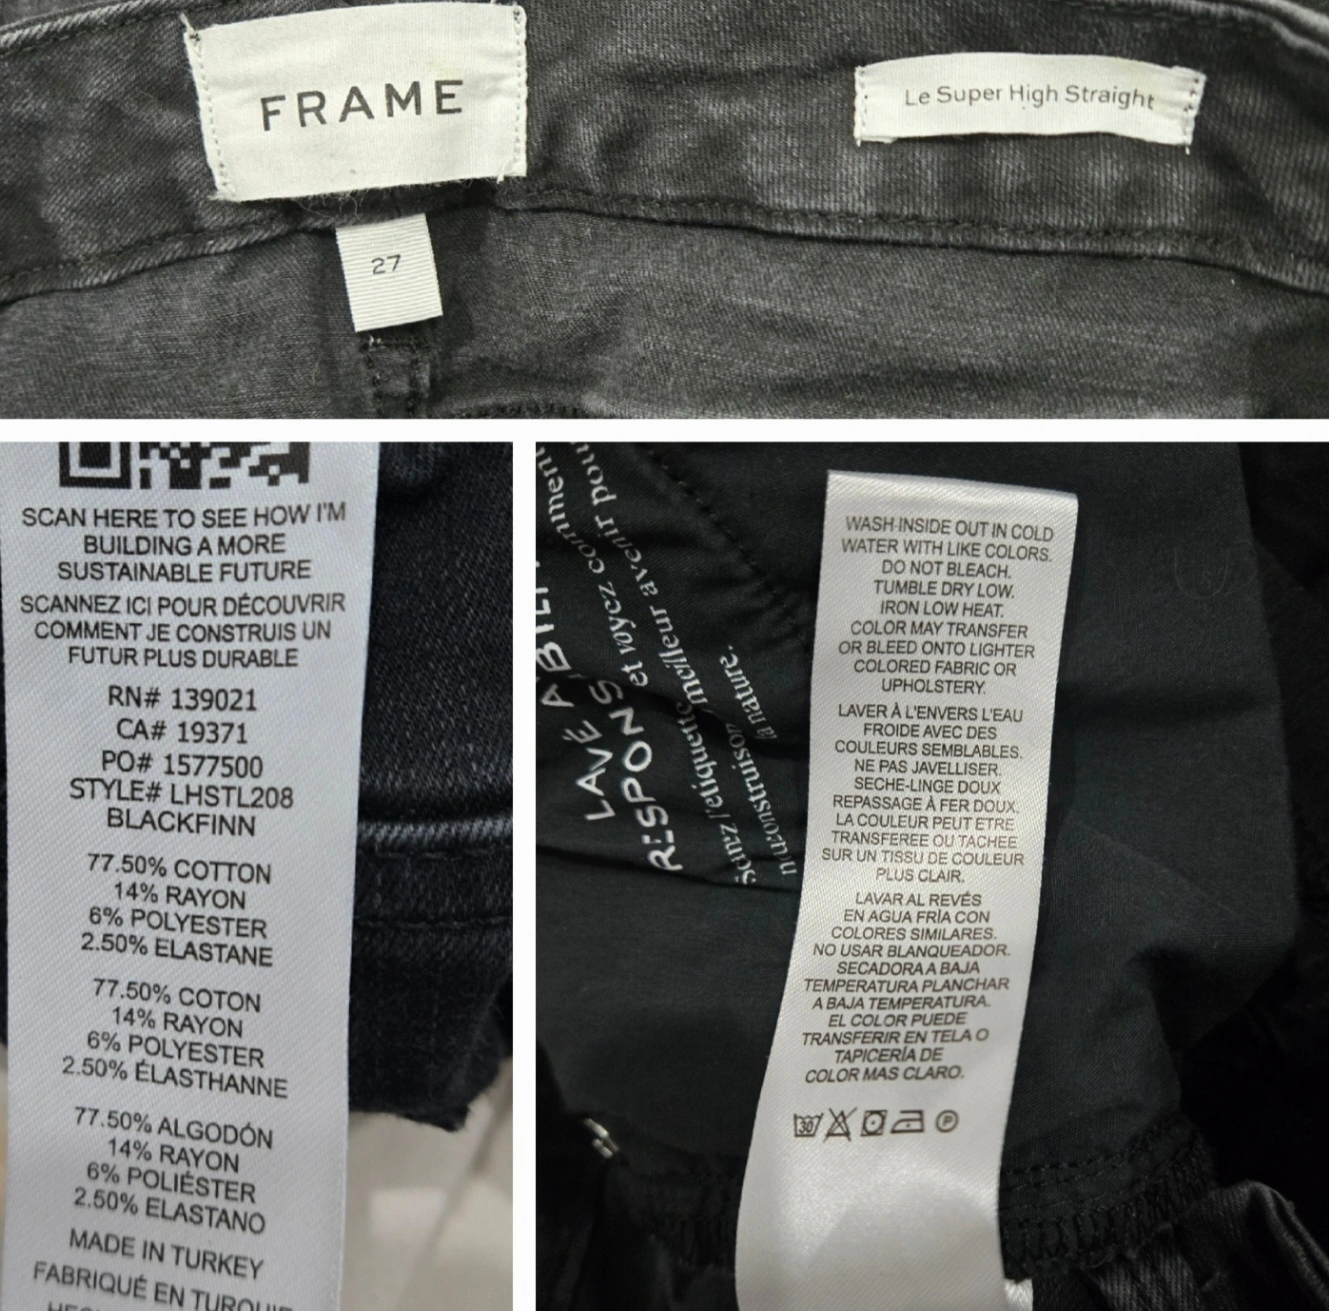 FRAME
Le Super High Straight
27
SCAN HERE TO SEE HOW I'M
BUILDING A MORE
SUSTAINABLE FUTURE
SCANNEZ ICI POUR DÉCOUVRIR
COMMENT JE CONSTRUIS UN
FUTUR PLUS DURABLE
RN# 139021
CA# 19371
PO# 1577500
STYLE# LHSTL208
BLACKFINN
77.50% COTTON
14% RAYON
6% POLYESTER
2.50% ELASTANE
77.50% COTON
14% RAYON
6% POLYESTER
2.50% ÉLASTHANNE
77.50% ALGODÓN
14% RAYON
6% POLIÉSTER
2.50% ELASTANO
MADE IN TURKEY
FABRIQUÉ EN TURQUIE
LAVÉ
RESPONS
et voyez comment
meilleur avenir pou
la nature.
WASH INSIDE OUT IN COLD
WATER WITH LIKE COLORS.
DO NOT BLEACH.
TUMBLE DRY LOW.
IRON LOW HEAT.
COLOR MAY TRANSFER
OR BLEED ONTO LIGHTER
COLORED FABRIC OR
UPHOLSTERY.
LAVER À L'ENVERS L'EAU
FROIDE AVEC DES
COULEURS SEMBLABLES.
NE PAS JAVELLISER.
SECHE-LINGE DOUX
REPASSAGE À FER DOUX.
LA COULEUR PEUT ETRE
TRANSFEREE OU TACHEE
SUR UN TISSU DE COULEUR
PLUS CLAIR.
LAVAR AL REVÉS
EN AGUA FRÍA CON
COLORES SIMILARES.
NO USAR BLANQUEADOR.
SECADORA A BAJA
TEMPERATURA PLANCHAR
A BAJA TEMPERATURA.
EL COLOR PUEDE
TRANSFERIR EN TELA O
TAPICERÍA DE
COLOR MAS CLARO.
30 P